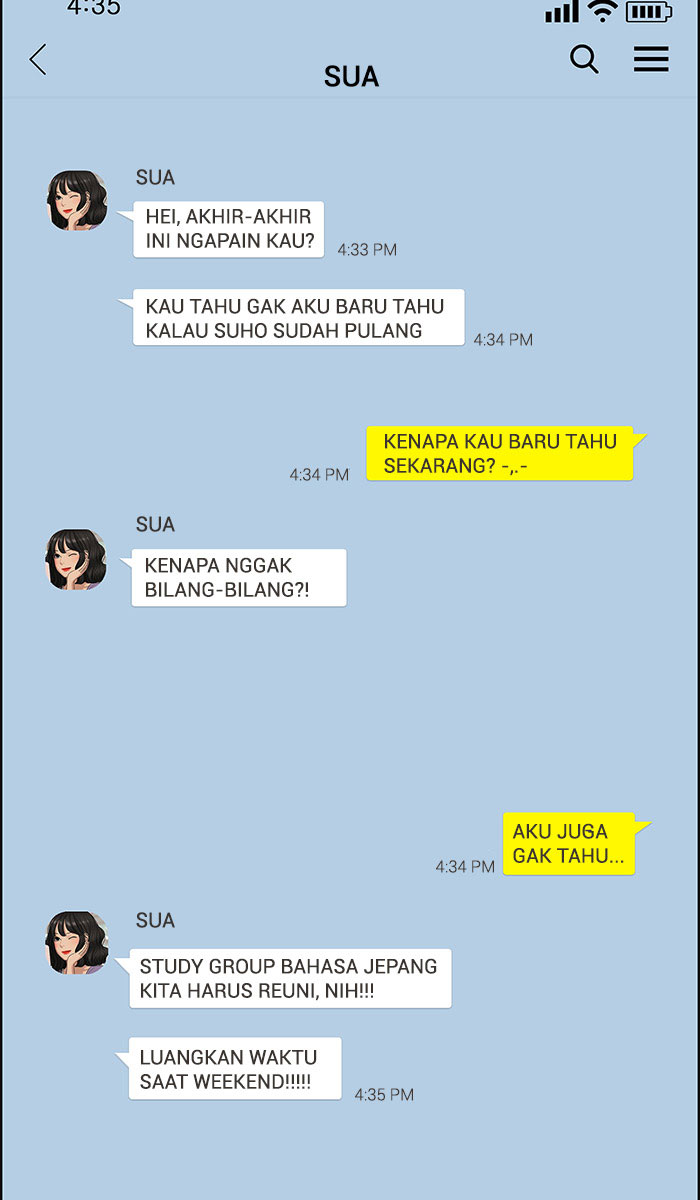 4:35
SUA
SUA
HEI, AKHIR-AKHIR
INI NGAPAIN KAU?
4:33 PM
KAU TAHU GAK AKU BARU TAHU
KALAU SUHO SUDAH PULANG
4:34 PM
KENAPA KAU BARU TAHU
SEKARANG? -,.-
4:34 PM
SUA
KENAPA NGGAK
BILANG-BILANG?!
AKU JUGA
GAK TAHU...
4:34 PM
SUA
STUDY GROUP BAHASA JEPANG
KITA HARUS REUNI, NIH!!!
LUANGKAN WAKTU
SAAT WEEKEND!!!!!
4:35 PM